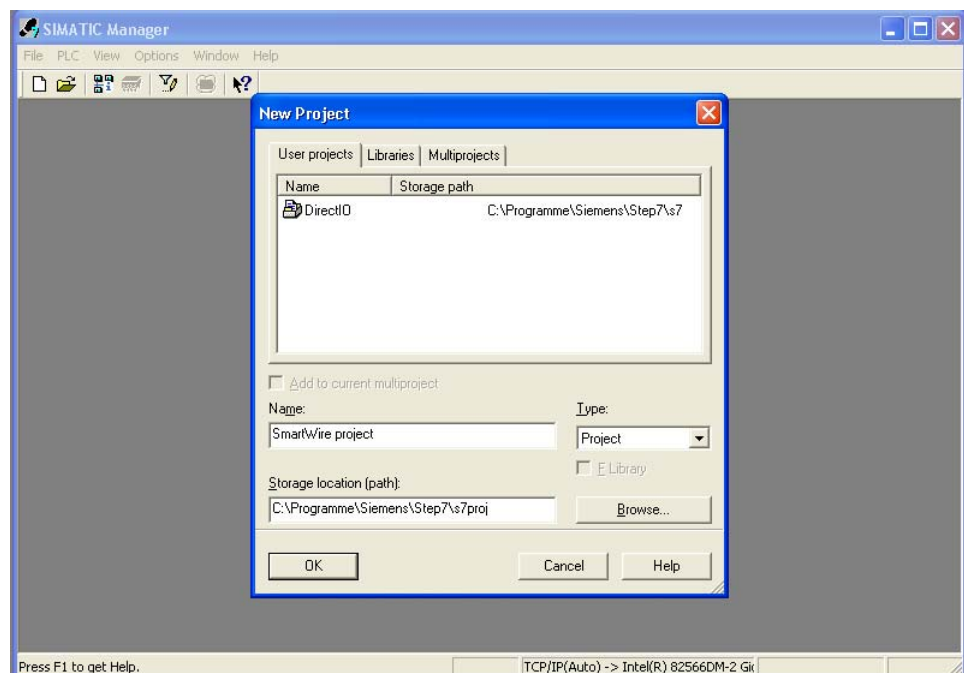 SIMATIC Manager
File PLC View Options Window Help
New Project
User projects Libraries Multiprojects
Name Storage path
DirectIO C:\Programme\Siemens\Step7\s7
Add to current multiproject
Name: Type:
SmartWire project Project
F Library
Storage location (path):
C:\Programme\Siemens\Step7\s7proj Browse...
OK Cancel Help
Press F1 to get Help. TCP/IP(Auto) -> Intel(R) 82566DM-2 Gi